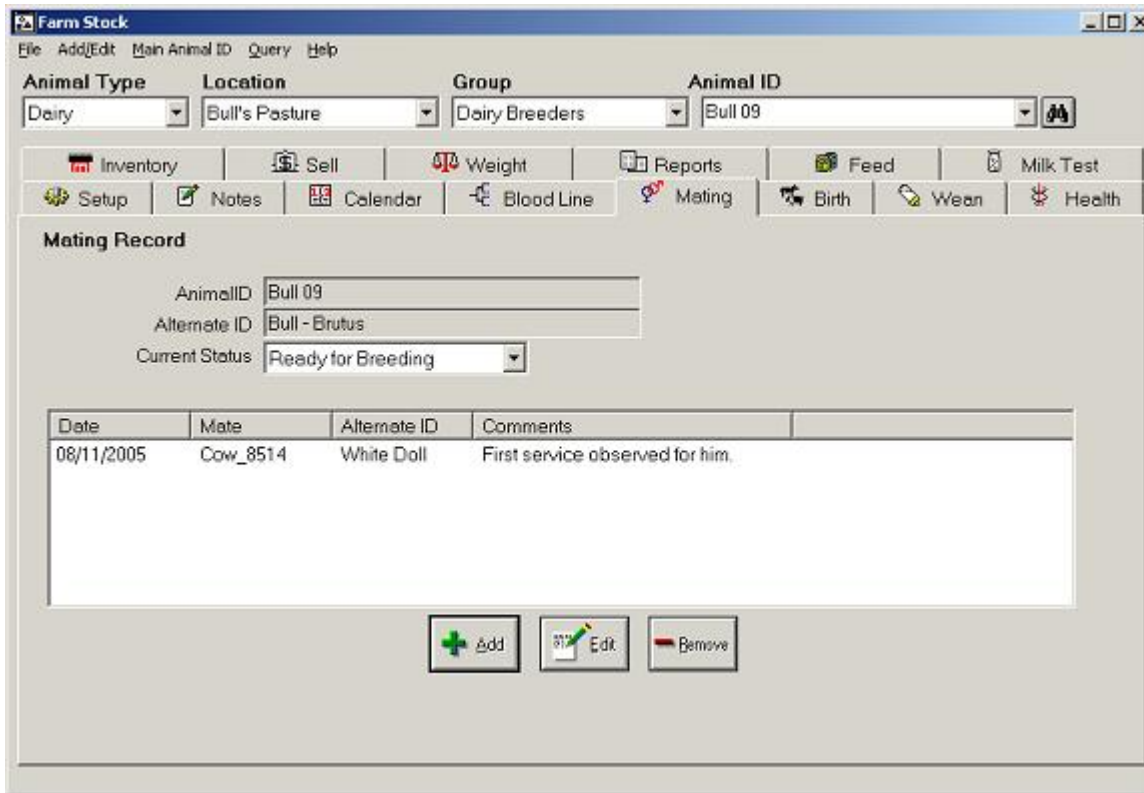 Farm Stock
File Add/Edit Main Animal ID Query Help
Animal Type Location Group Animal ID
Dairy Bull's Pasture Dairy Breeders Bull 09
Inventory Sell Weight Reports Feed Milk Test
Setup Notes Calendar Blood Line Mating Birth Wean Health
Mating Record
AnimalID Bull 09
Alternate ID Bull - Brutus
Current Status Ready for Breeding
Date Mate Alternate ID Comments
08/11/2005 Cow_8514 White Doll First service observed for him.
Add Edit Remove